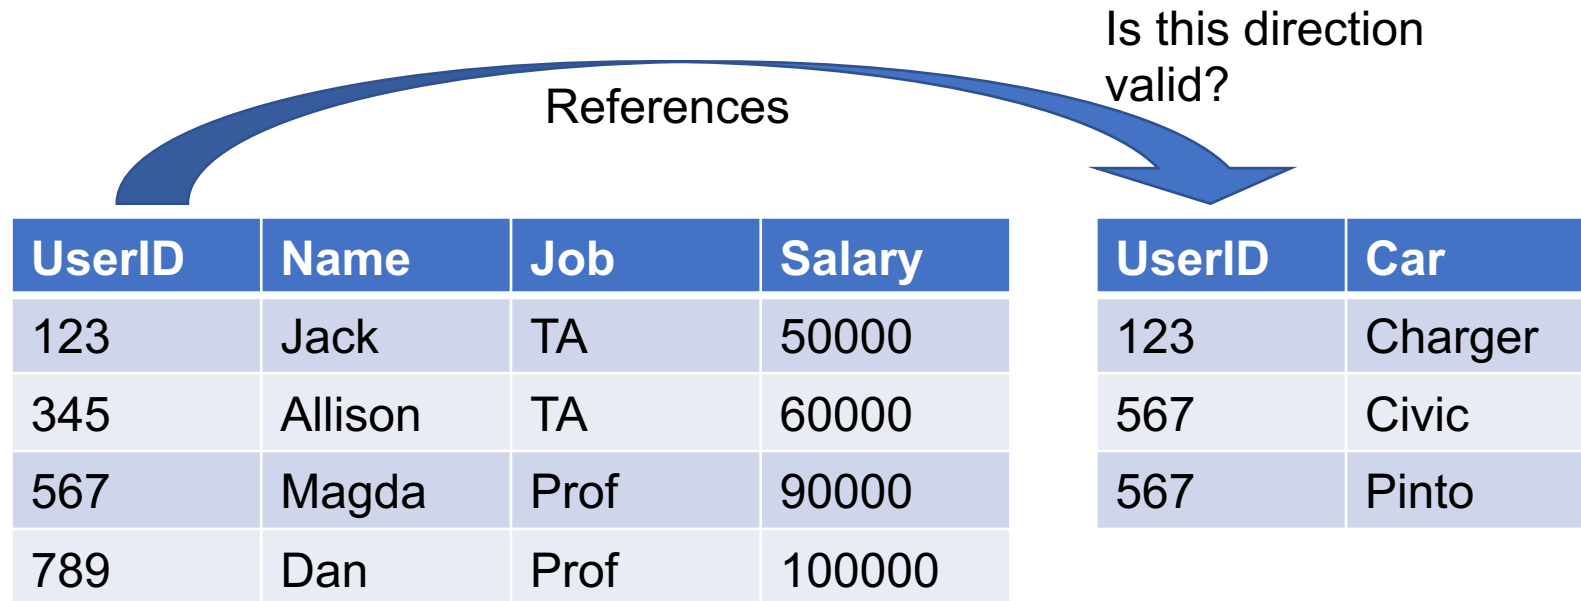 Is this direction
valid?
References
UserID Name Job Salary
123 Jack TA 50000
345 Allison TA 60000
567 Magda Prof 90000
789 Dan Prof 100000
UserID Car
123 Charger
567 Civic
567 Pinto